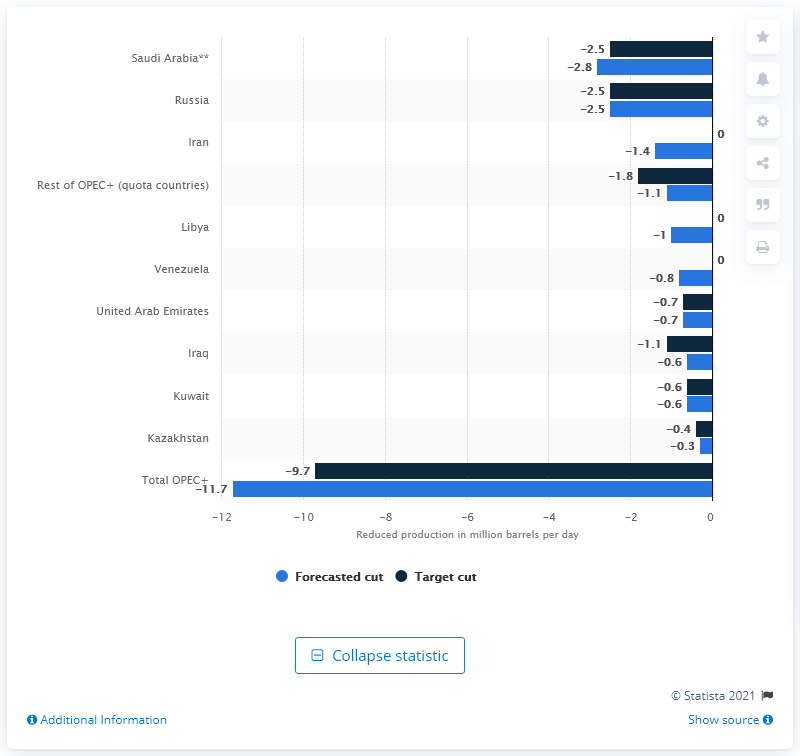 Saudi Arabia**
−2.5
−2.8
Russia
−2.5
−2.5
Iran
0
−1.4
Rest of OPEC+ (quota countries)
−1.8
−1.1
Libya
0
−1
Venezuela
0
−0.8
United Arab Emirates
−0.7
−0.7
Iraq
−1.1
−0.6
Kuwait
−0.6
−0.6
Kazakhstan
−0.4
−0.3
Total OPEC+
−9.7
−11.7
−12 −10 −8 −6 −4 −2 0
Reduced production in million barrels per day
Forecasted cut Target cut
Collapse statistic
© Statista 2021
Additional Information Show source